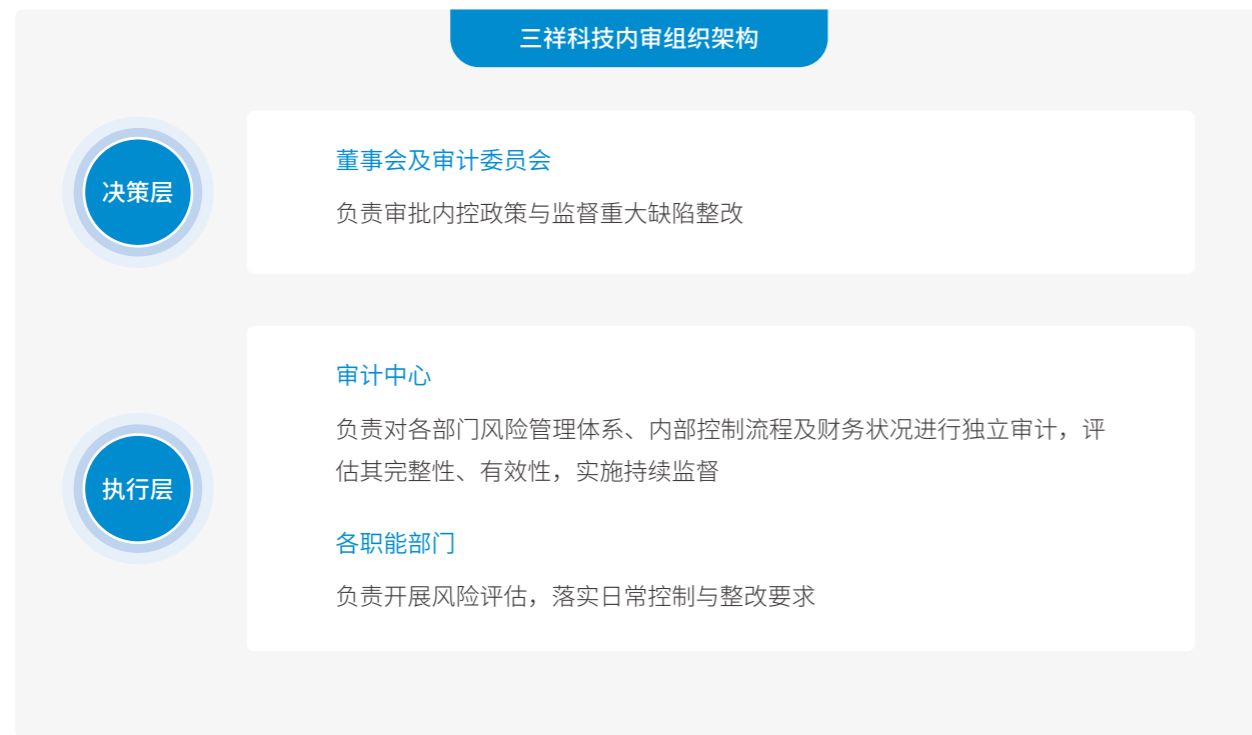 三祥科技内审组织架构
决策层
董事会及审计委员会
负责审批内控政策与监督重大缺陷整改
执行层
审计中心
负责对各部门风险管理体系、内部控制流程及财务状况进行独立审计，评
估其完整性、有效性，实施持续监督
各职能部门
负责开展风险评估，落实日常控制与整改要求